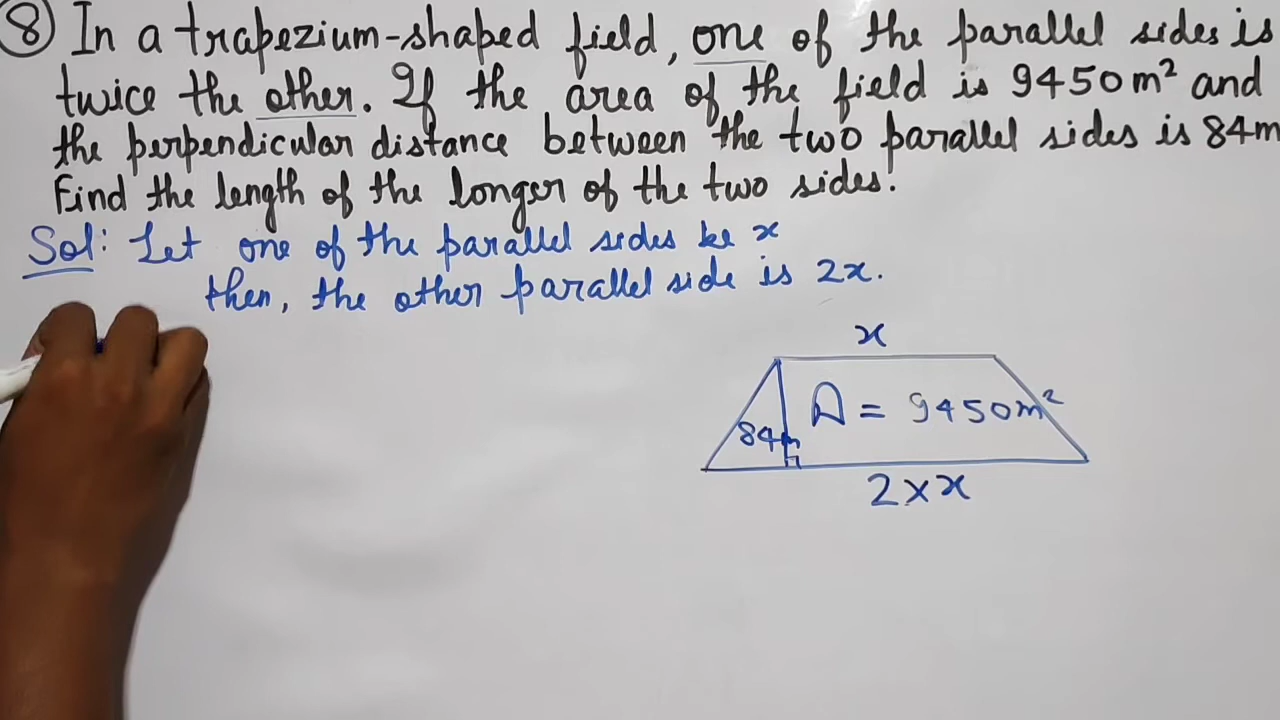 8 In a trapezium-shaped field, one of the parallel sides is
twice the other. If the area of the field is 9450m² and
the perpendicular distance between the two parallel sides is 84m
Find the length of the longer of the two sides.
Sol: Let one of the parallel sides be x
then, the other parallel side is 2x.
x
A = 9450m²
84m
2×x